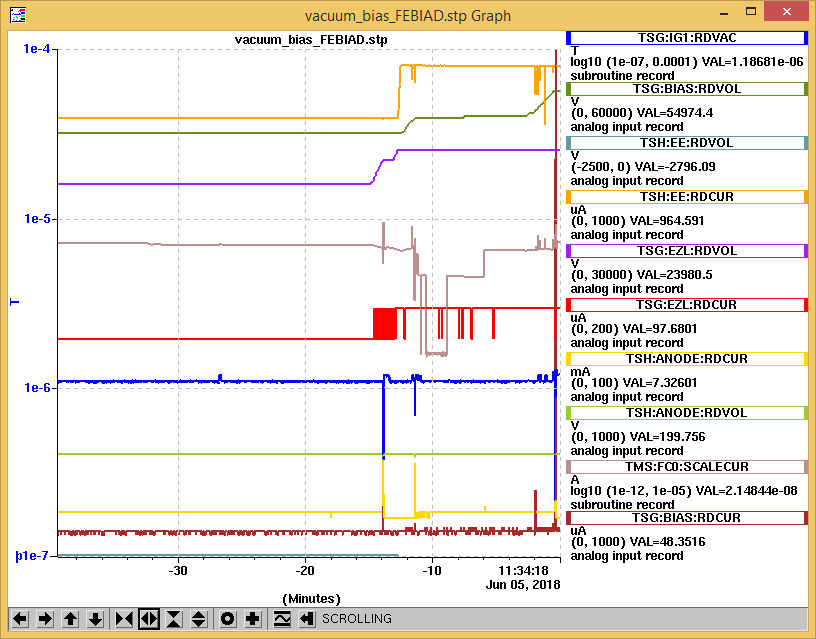 vacuum_bias_FEBIAD.stp Graph
vacuum_bias_FEBIAD.stp
1e-4
1e-5
T
1e-6
1e-7
-30
-20
-10
11:34:18
Jun 05, 2018
(Minutes)
TSG:IG1:RDVAC
T
log10 (1e-07, 0.0001) VAL=1.18681e-06
subroutine record
TSG:BIAS:RDVOL
V
(0, 60000) VAL=54974.4
analog input record
TSH:EE:RDVOL
V
(-2500, 0) VAL=-2796.09
analog input record
TSH:EE:RDCUR
uA
(0, 1000) VAL=964.591
analog input record
TSG:EZL:RDVOL
V
(0, 30000) VAL=23980.5
analog input record
TSG:EZL:RDCUR
uA
(0, 200) VAL=97.6801
analog input record
TSH:ANODE:RDCUR
mA
(0, 100) VAL=7.32601
analog input record
TSH:ANODE:RDVOL
V
(0, 1000) VAL=199.756
analog input record
TMS:FC0:SCALECUR
A
log10 (1e-12, 1e-05) VAL=2.14844e-08
subroutine record
TSG:BIAS:RDCUR
uA
(0, 1000) VAL=48.3516
analog input record
SCROLLING